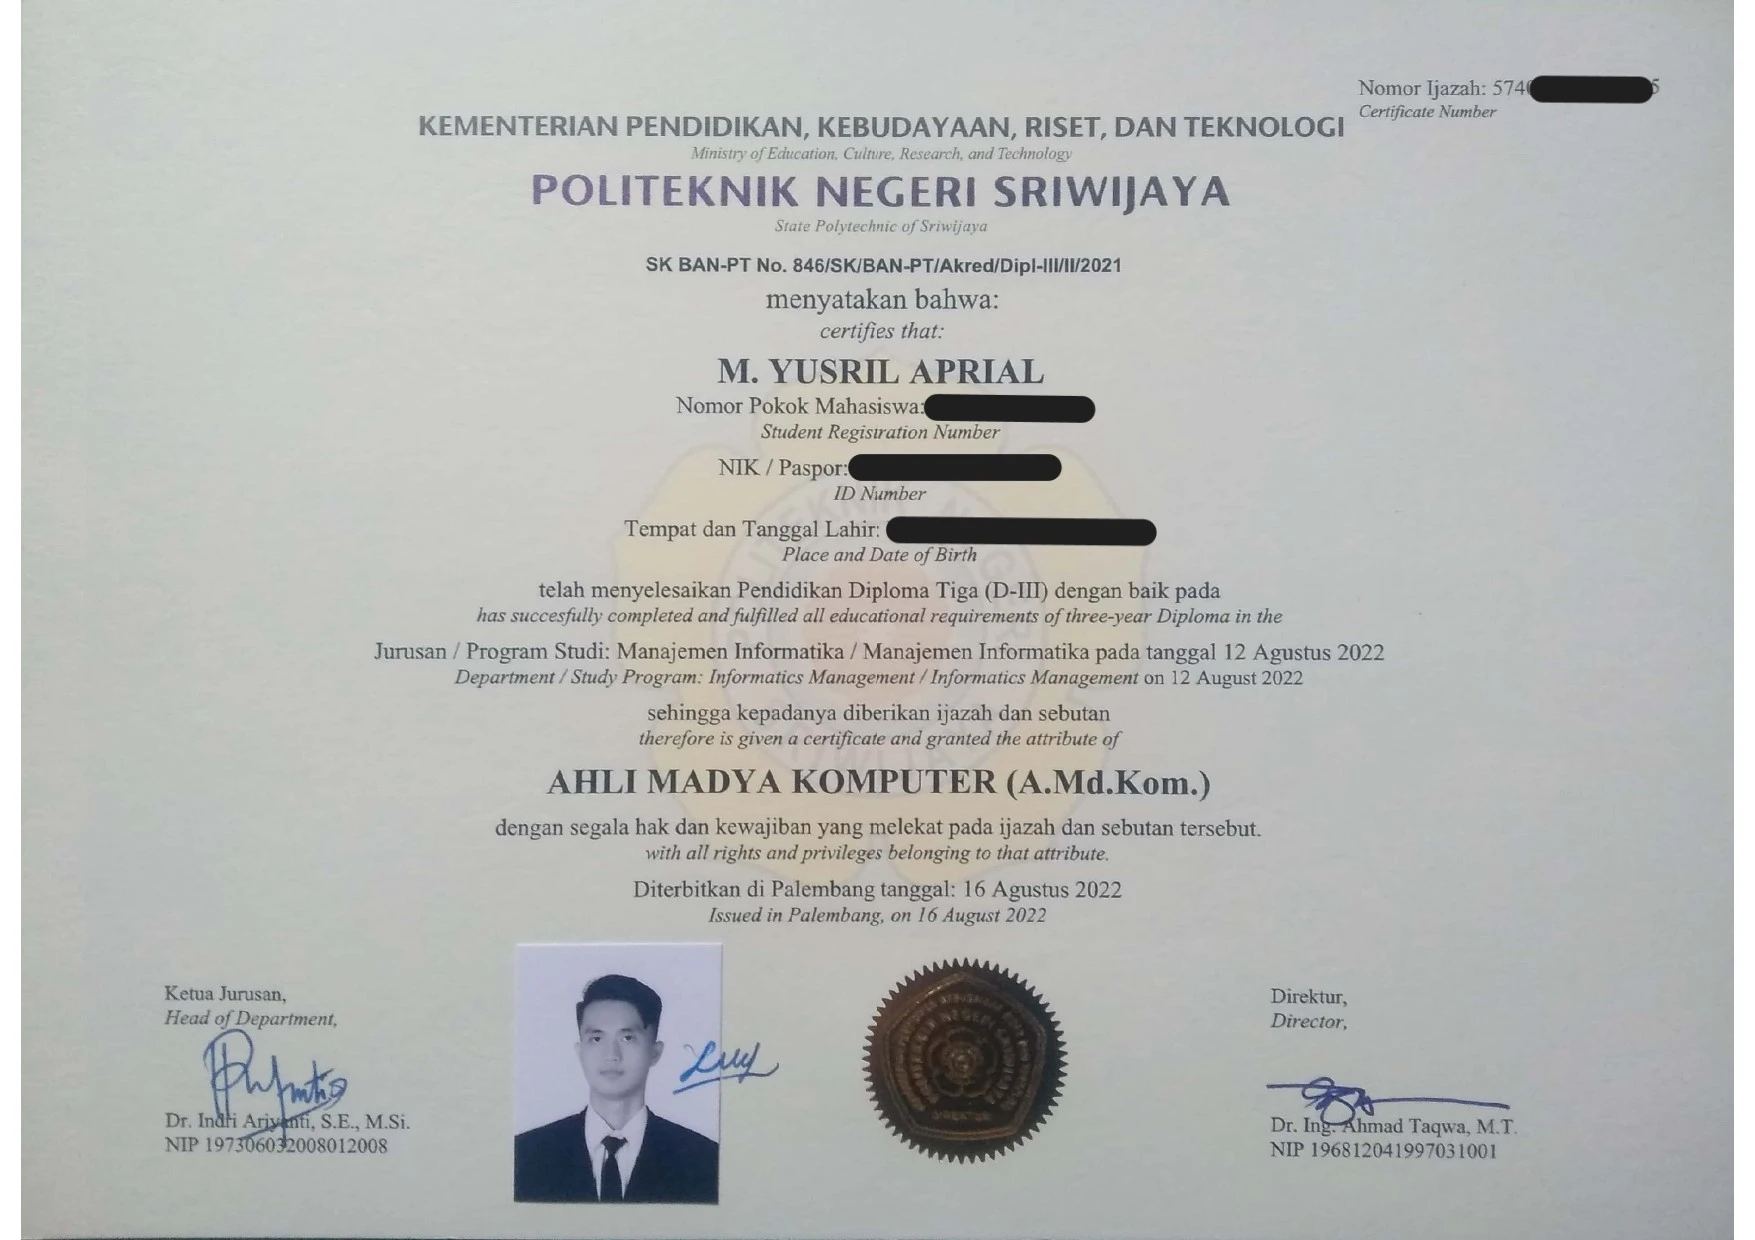 Nomor Ijazah: 574
Certificate Number
KEMENTERIAN PENDIDIKAN, KEBUDAYAAN, RISET, DAN TEKNOLOGI
Ministry of Education, Culture, Research, and Technology
POLITEKNIK NEGERI SRIWIJAYA
State Polytechnic of Sriwijaya
SK BAN-PT No. 846/SK/BAN-PT/Akred/Dipl-III/II/2021
menyatakan bahwa:
certifies that:
M. YUSRIL APRIAL
Nomor Pokok Mahasiswa:
Student Registration Number
NIK / Paspor:
ID Number
Tempat dan Tanggal Lahir:
Place and Date of Birth
telah menyelesaikan Pendidikan Diploma Tiga (D-III) dengan baik pada
has succesfully completed and fulfilled all educational requirements of three-year Diploma in the
Jurusan / Program Studi: Manajemen Informatika / Manajemen Informatika pada tanggal 12 Agustus 2022
Department / Study Program: Informatics Management / Informatics Management on 12 August 2022
sehingga kepadanya diberikan ijazah dan sebutan
therefore is given a certificate and granted the attribute of
AHLI MADYA KOMPUTER (A.Md.Kom.)
dengan segala hak dan kewajiban yang melekat pada ijazah dan sebutan tersebut.
with all rights and privileges belonging to that attribute.
Diterbitkan di Palembang tanggal: 16 Agustus 2022
Issued in Palembang, on 16 August 2022
Ketua Jurusan,
Head of Department,
Dr. Indri Ariyanti, S.E., M.Si.
NIP 197306032008012008
Direktur,
Director,
Dr. Ing. Ahmad Taqwa, M.T.
NIP 196812041997031001